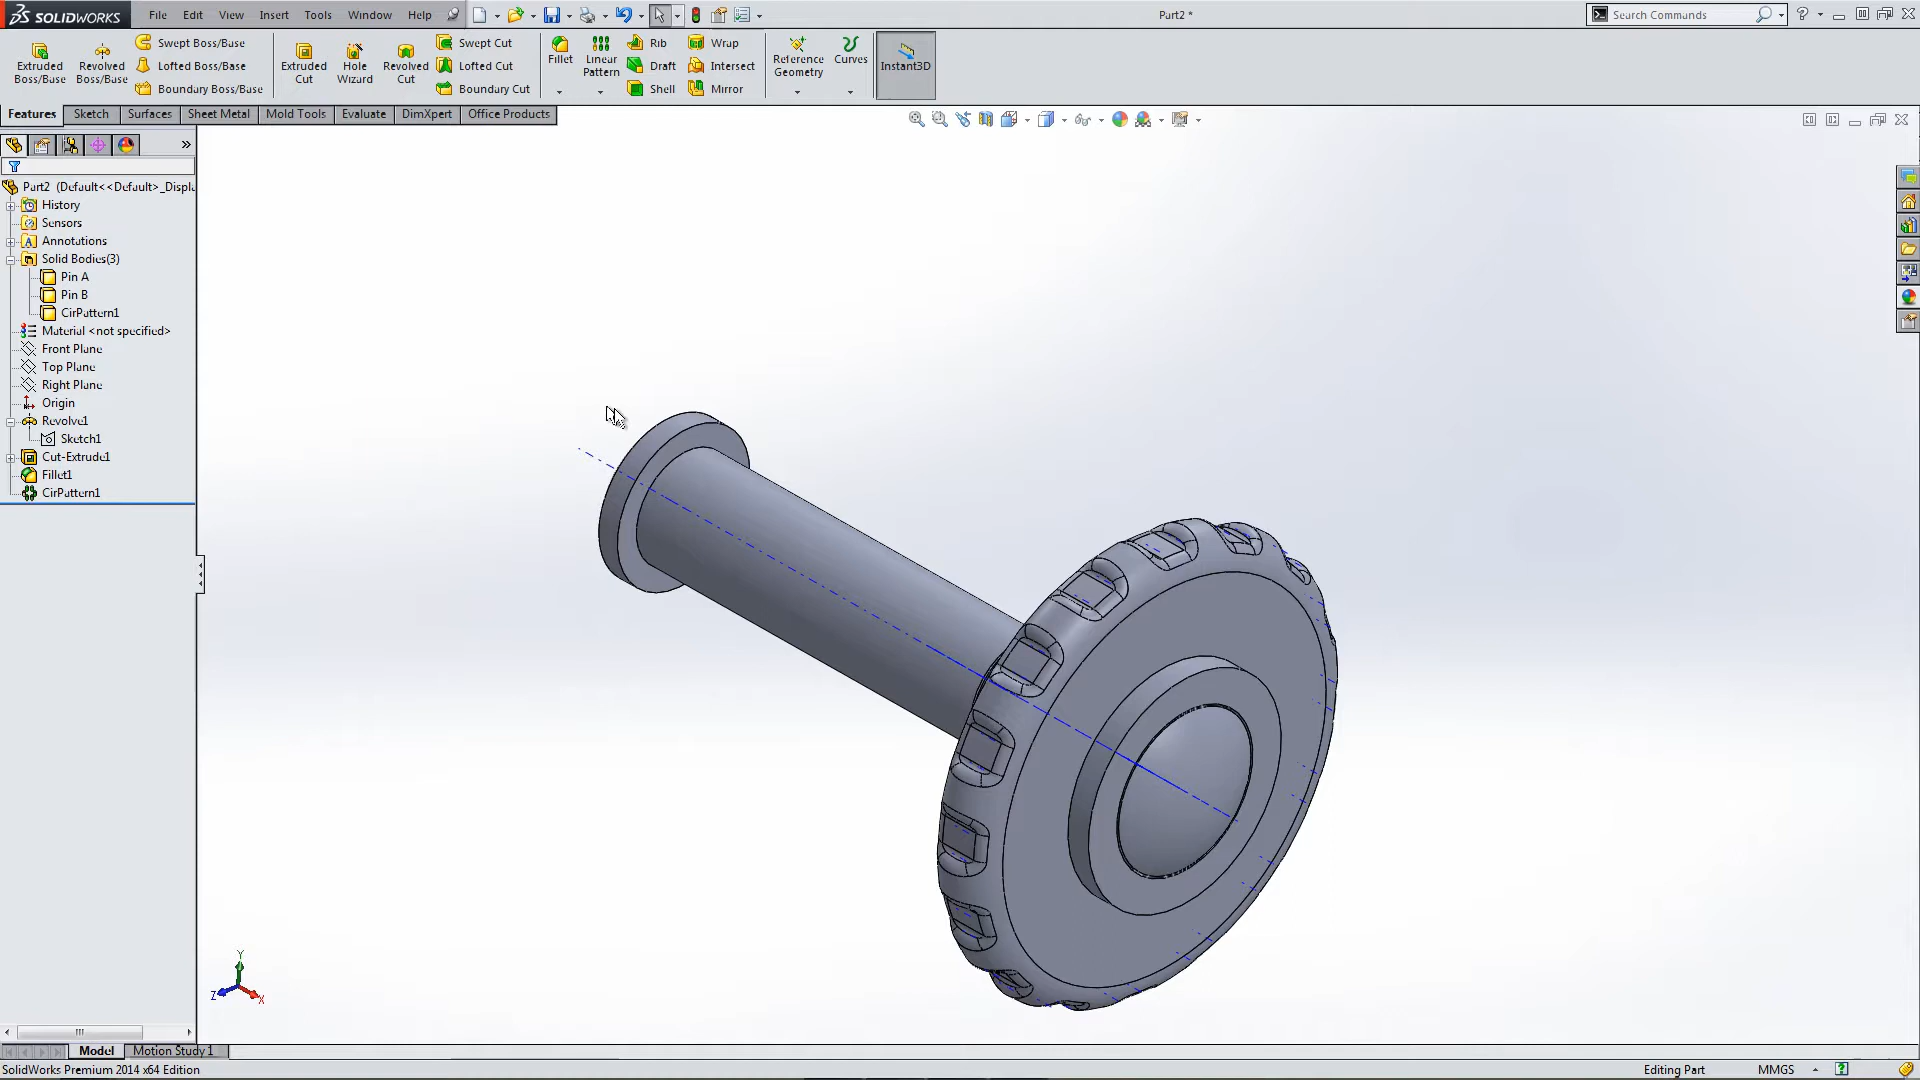 SOLIDWORKS File Edit View Insert Tools Window Help Part2 * Search Commands
Extruded Boss/Base
Revolved Boss/Base
Swept Boss/Base
Lofted Boss/Base
Boundary Boss/Base
Extruded Cut
Hole Wizard
Revolved Cut
Swept Cut
Lofted Cut
Boundary Cut
Fillet
Linear Pattern
Rib
Draft
Shell
Wrap
Intersect
Mirror
Reference Geometry
Curves
Instant3D
Features Sketch Surfaces Sheet Metal Mold Tools Evaluate DimXpert Office Products
Part2 (Default<<Default>_Displa
History
Sensors
Annotations
Solid Bodies(3)
Pin A
Pin B
CirPattern1
Material <not specified>
Front Plane
Top Plane
Right Plane
Origin
Revolve1
Sketch1
Cut-Extrude1
Fillet1
CirPattern1
Y
Z X
Model Motion Study 1
SolidWorks Premium 2014 x64 Edition Editing Part MMGS